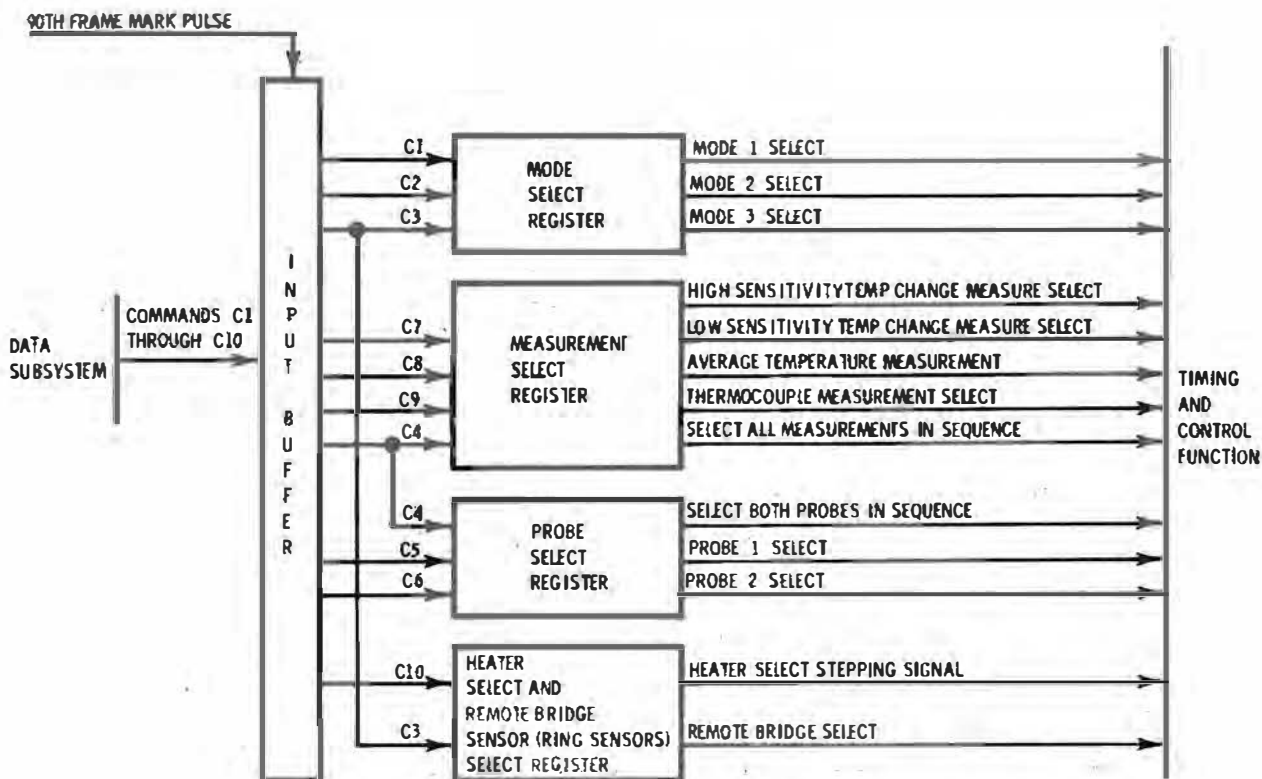 90TH FRAME MARK PULSE
DATA
SUBSYSTEM
COMMANDS C1
THROUGH C10
INPUT BUFFER
C1
C2
C3
MODE
SELECT
REGISTER
MODE 1 SELECT
MODE 2 SELECT
MODE 3 SELECT
C7
C8
C9
C4
MEASUREMENT
SELECT
REGISTER
HIGH SENSITIVITY TEMP CHANGE MEASURE SELECT
LOW SENSITIVITY TEMP CHANGE MEASURE SELECT
AVERAGE TEMPERATURE MEASUREMENT
THERMOCOUPLE MEASUREMENT SELECT
SELECT ALL MEASUREMENTS IN SEQUENCE
C4
C5
C6
PROBE
SELECT
REGISTER
SELECT BOTH PROBES IN SEQUENCE
PROBE 1 SELECT
PROBE 2 SELECT
C10
C3
HEATER
SELECT AND
REMOTE BRIDGE
SENSOR (RING SENSORS)
SELECT REGISTER
HEATER SELECT STEPPING SIGNAL
REMOTE BRIDGE SELECT
TIMING
AND
CONTROL
FUNCTION